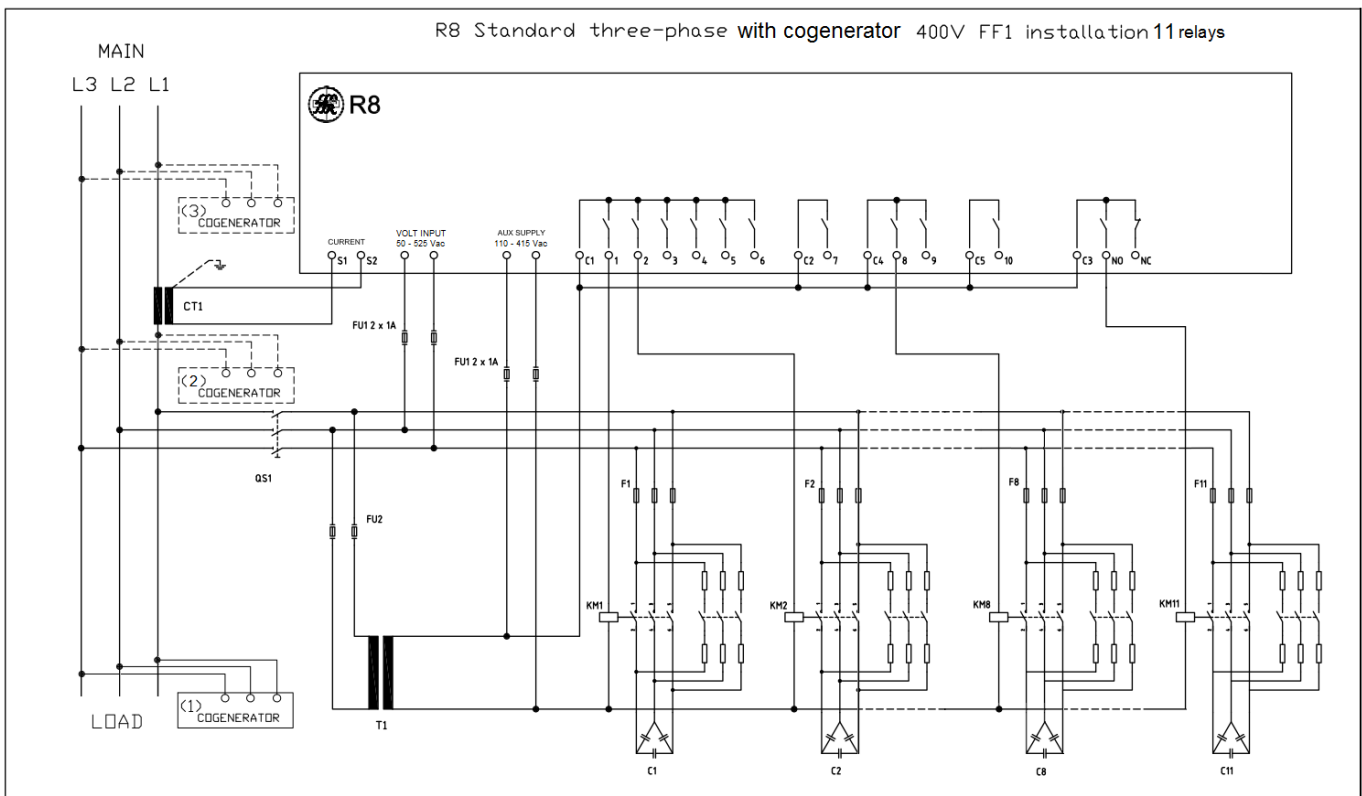 R8 Standard three-phase with cogenerator 400V FF1 installation 11 relays
MAIN
L3 L2 L1
R8
(3)
COGENERATOR
CURRENT
S1 S2
VOLT INPUT
50 - 525 Vac
AUX SUPPLY
110 - 415 Vac
C1 1 2 3 4 5 6 C2 7 C4 8 9 C5 10 C3 NO NC
CT1
FU1 2 x 1A
FU1 2 x 1A
(2)
COGENERATOR
QS1
FU2
F1 F2 F8 F11
KM1 KM2 KM8 KM11
(1)
COGENERATOR
LOAD
T1
C1 C2 C8 C11